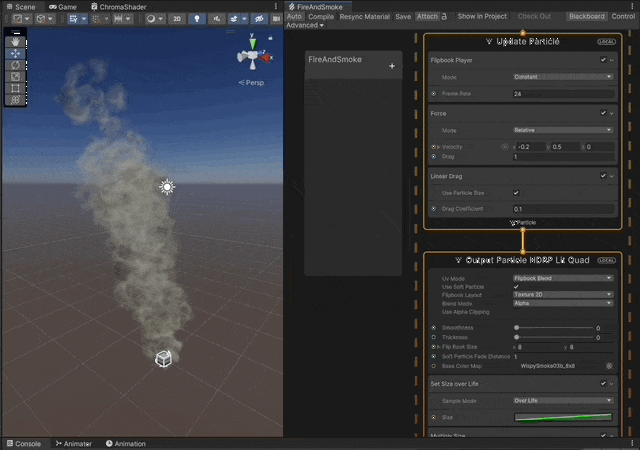 Scene
Game
ChromaShader
2D
y
Persp
Console
Animator
Animation
FireAndSmoke
Auto Compile Resync Material Save Attach Show in Project Check Out Blackboard Control
Advanced
FireAndSmoke
+
Update Particle
LOCAL
Flipbook Player
Mode Constant
Frame Rate 24
Force
Mode Relative
Velocity x -0.2 y 0.5 z 0
Drag 1
Linear Drag
Use Particle Size
Drag Coefficient 0.1
Particle
Output Particle HDRP Lit Quad
LOCAL
Uv Mode Flipbook Blend
Use Soft Particle
Flipbook Layout Texture 2D
Blend Mode Alpha
Use Alpha Clipping
Smoothness 0
Thickness 0
Flip Book Size x 8 y 8
Soft Particle Fade Distance 1
Base Color Map WispySmoke03b_8x8
Set Size over Life
Sample Mode Over Life
Size
Multiply Size